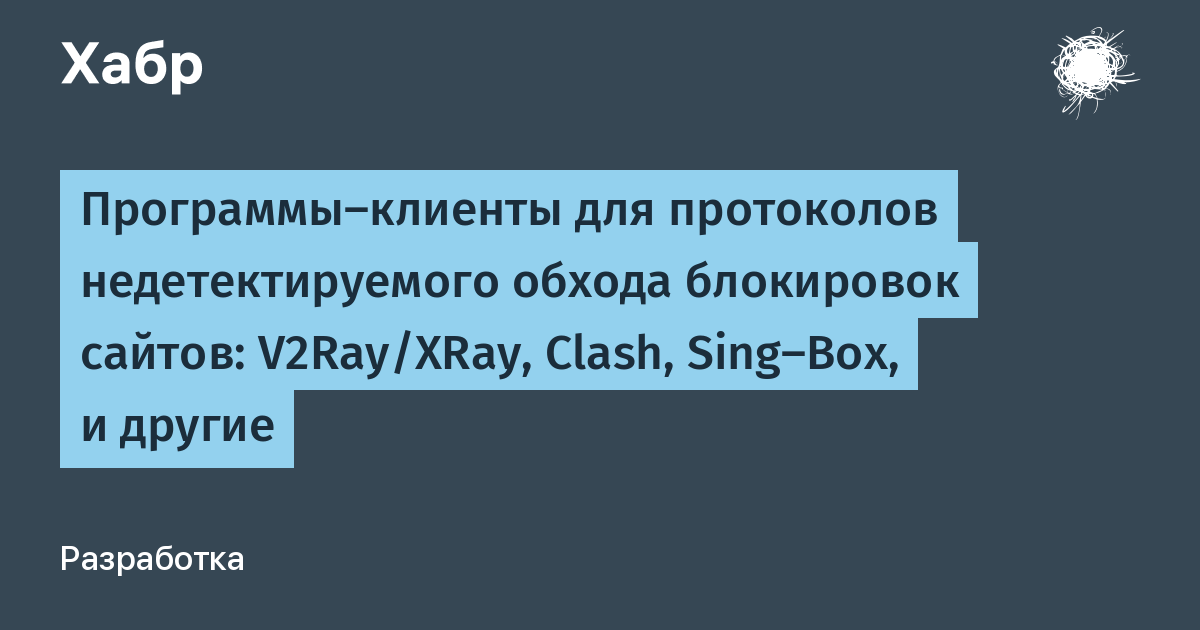 Хабр
Программы–клиенты для протоколов
недетектируемого обхода блокировок
сайтов: V2Ray/XRay, Clash, Sing–Box,
и другие
Разработка